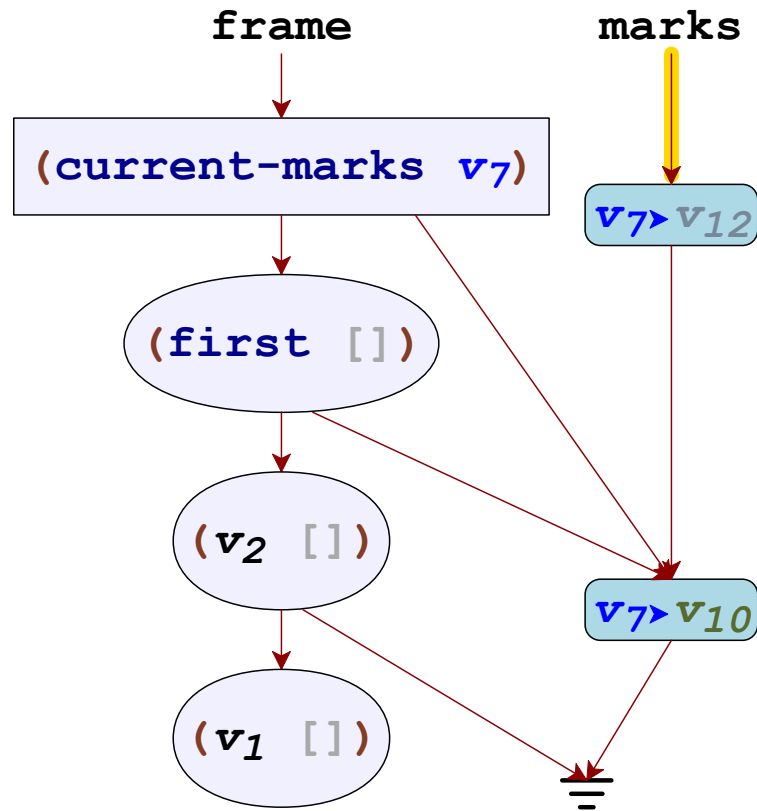 frame marks
(current-marks v7)
v7➤v12
(first [])
(v2 [])
v7➤v10
(v1 [])